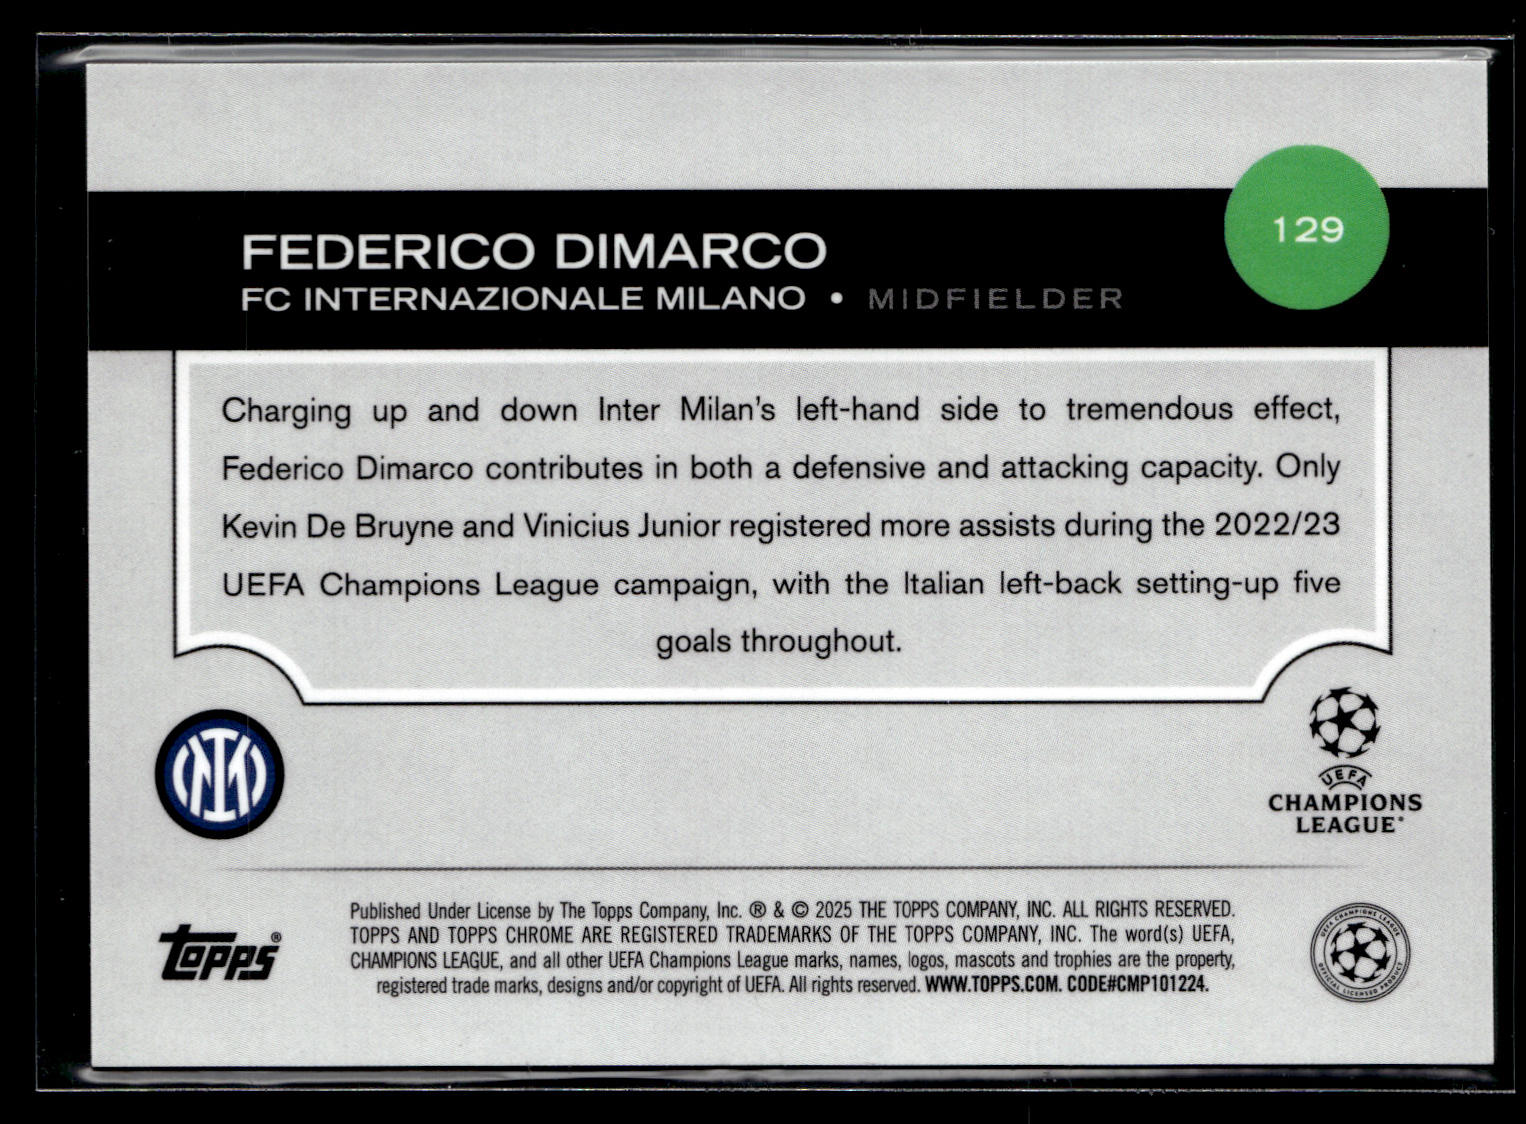 129
FEDERICO DIMARCO
FC INTERNAZIONALE MILANO • MIDFIELDER
Charging up and down Inter Milan's left-hand side to tremendous effect,
Federico Dimarco contributes in both a defensive and attacking capacity. Only
Kevin De Bruyne and Vinicius Junior registered more assists during the 2022/23
UEFA Champions League campaign, with the Italian left-back setting-up five
goals throughout.
UEFA
CHAMPIONS
LEAGUE®
Topps®
Published Under License by The Topps Company, Inc. ® & © 2025 THE TOPPS COMPANY, INC. ALL RIGHTS RESERVED.
TOPPS AND TOPPS CHROME ARE REGISTERED TRADEMARKS OF THE TOPPS COMPANY, INC. The word(s) UEFA,
CHAMPIONS LEAGUE, and all other UEFA Champions League marks, names, logos, mascots and trophies are the property,
registered trade marks, designs and/or copyright of UEFA. All rights reserved. WWW.TOPPS.COM. CODE#CMP101224.
UEFA CHAMPIONS LEAGUE
OFFICIAL LICENSED PRODUCT